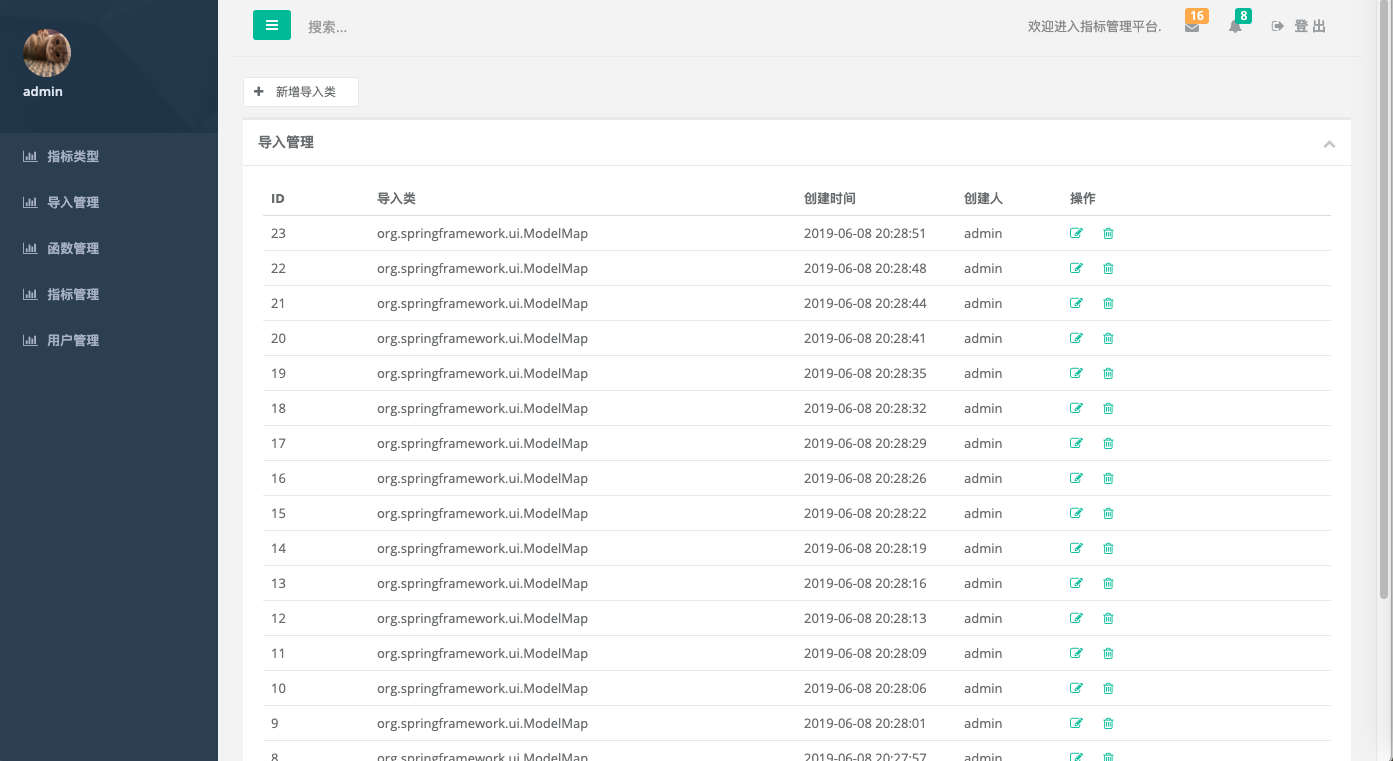 搜索...
欢迎进入指标管理平台.
16
8
登 出
admin
指标类型
导入管理
函数管理
指标管理
用户管理
新增导入类
导入管理
ID 导入类 创建时间 创建人 操作
23 org.springframework.ui.ModelMap 2019-06-08 20:28:51 admin
22 org.springframework.ui.ModelMap 2019-06-08 20:28:48 admin
21 org.springframework.ui.ModelMap 2019-06-08 20:28:44 admin
20 org.springframework.ui.ModelMap 2019-06-08 20:28:41 admin
19 org.springframework.ui.ModelMap 2019-06-08 20:28:35 admin
18 org.springframework.ui.ModelMap 2019-06-08 20:28:32 admin
17 org.springframework.ui.ModelMap 2019-06-08 20:28:29 admin
16 org.springframework.ui.ModelMap 2019-06-08 20:28:26 admin
15 org.springframework.ui.ModelMap 2019-06-08 20:28:22 admin
14 org.springframework.ui.ModelMap 2019-06-08 20:28:19 admin
13 org.springframework.ui.ModelMap 2019-06-08 20:28:16 admin
12 org.springframework.ui.ModelMap 2019-06-08 20:28:13 admin
11 org.springframework.ui.ModelMap 2019-06-08 20:28:09 admin
10 org.springframework.ui.ModelMap 2019-06-08 20:28:06 admin
9 org.springframework.ui.ModelMap 2019-06-08 20:28:01 admin
8 org.springframework.ui.ModelMap 2019-06-08 20:27:57 admin